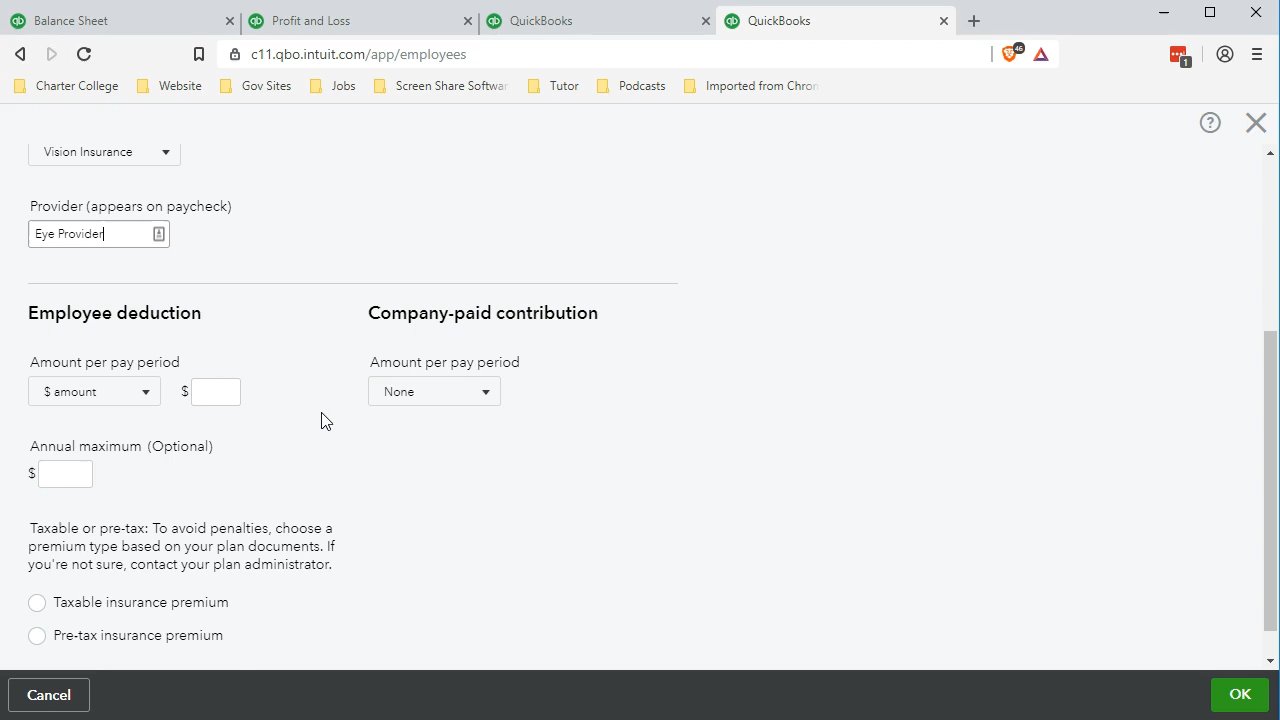 Balance Sheet
Profit and Loss
QuickBooks
QuickBooks
c11.qbo.intuit.com/app/employees
46
1
Charter College
Website
Gov Sites
Jobs
Screen Share Softwar
Tutor
Podcasts
Imported from Chron
Vision Insurance
Provider (appears on paycheck)
Eye Provider
Employee deduction
Company-paid contribution
Amount per pay period
Amount per pay period
$ amount
$
None
Annual maximum (Optional)
$
Taxable or pre-tax: To avoid penalties, choose a
premium type based on your plan documents. If
you're not sure, contact your plan administrator.
Taxable insurance premium
Pre-tax insurance premium
Cancel
OK